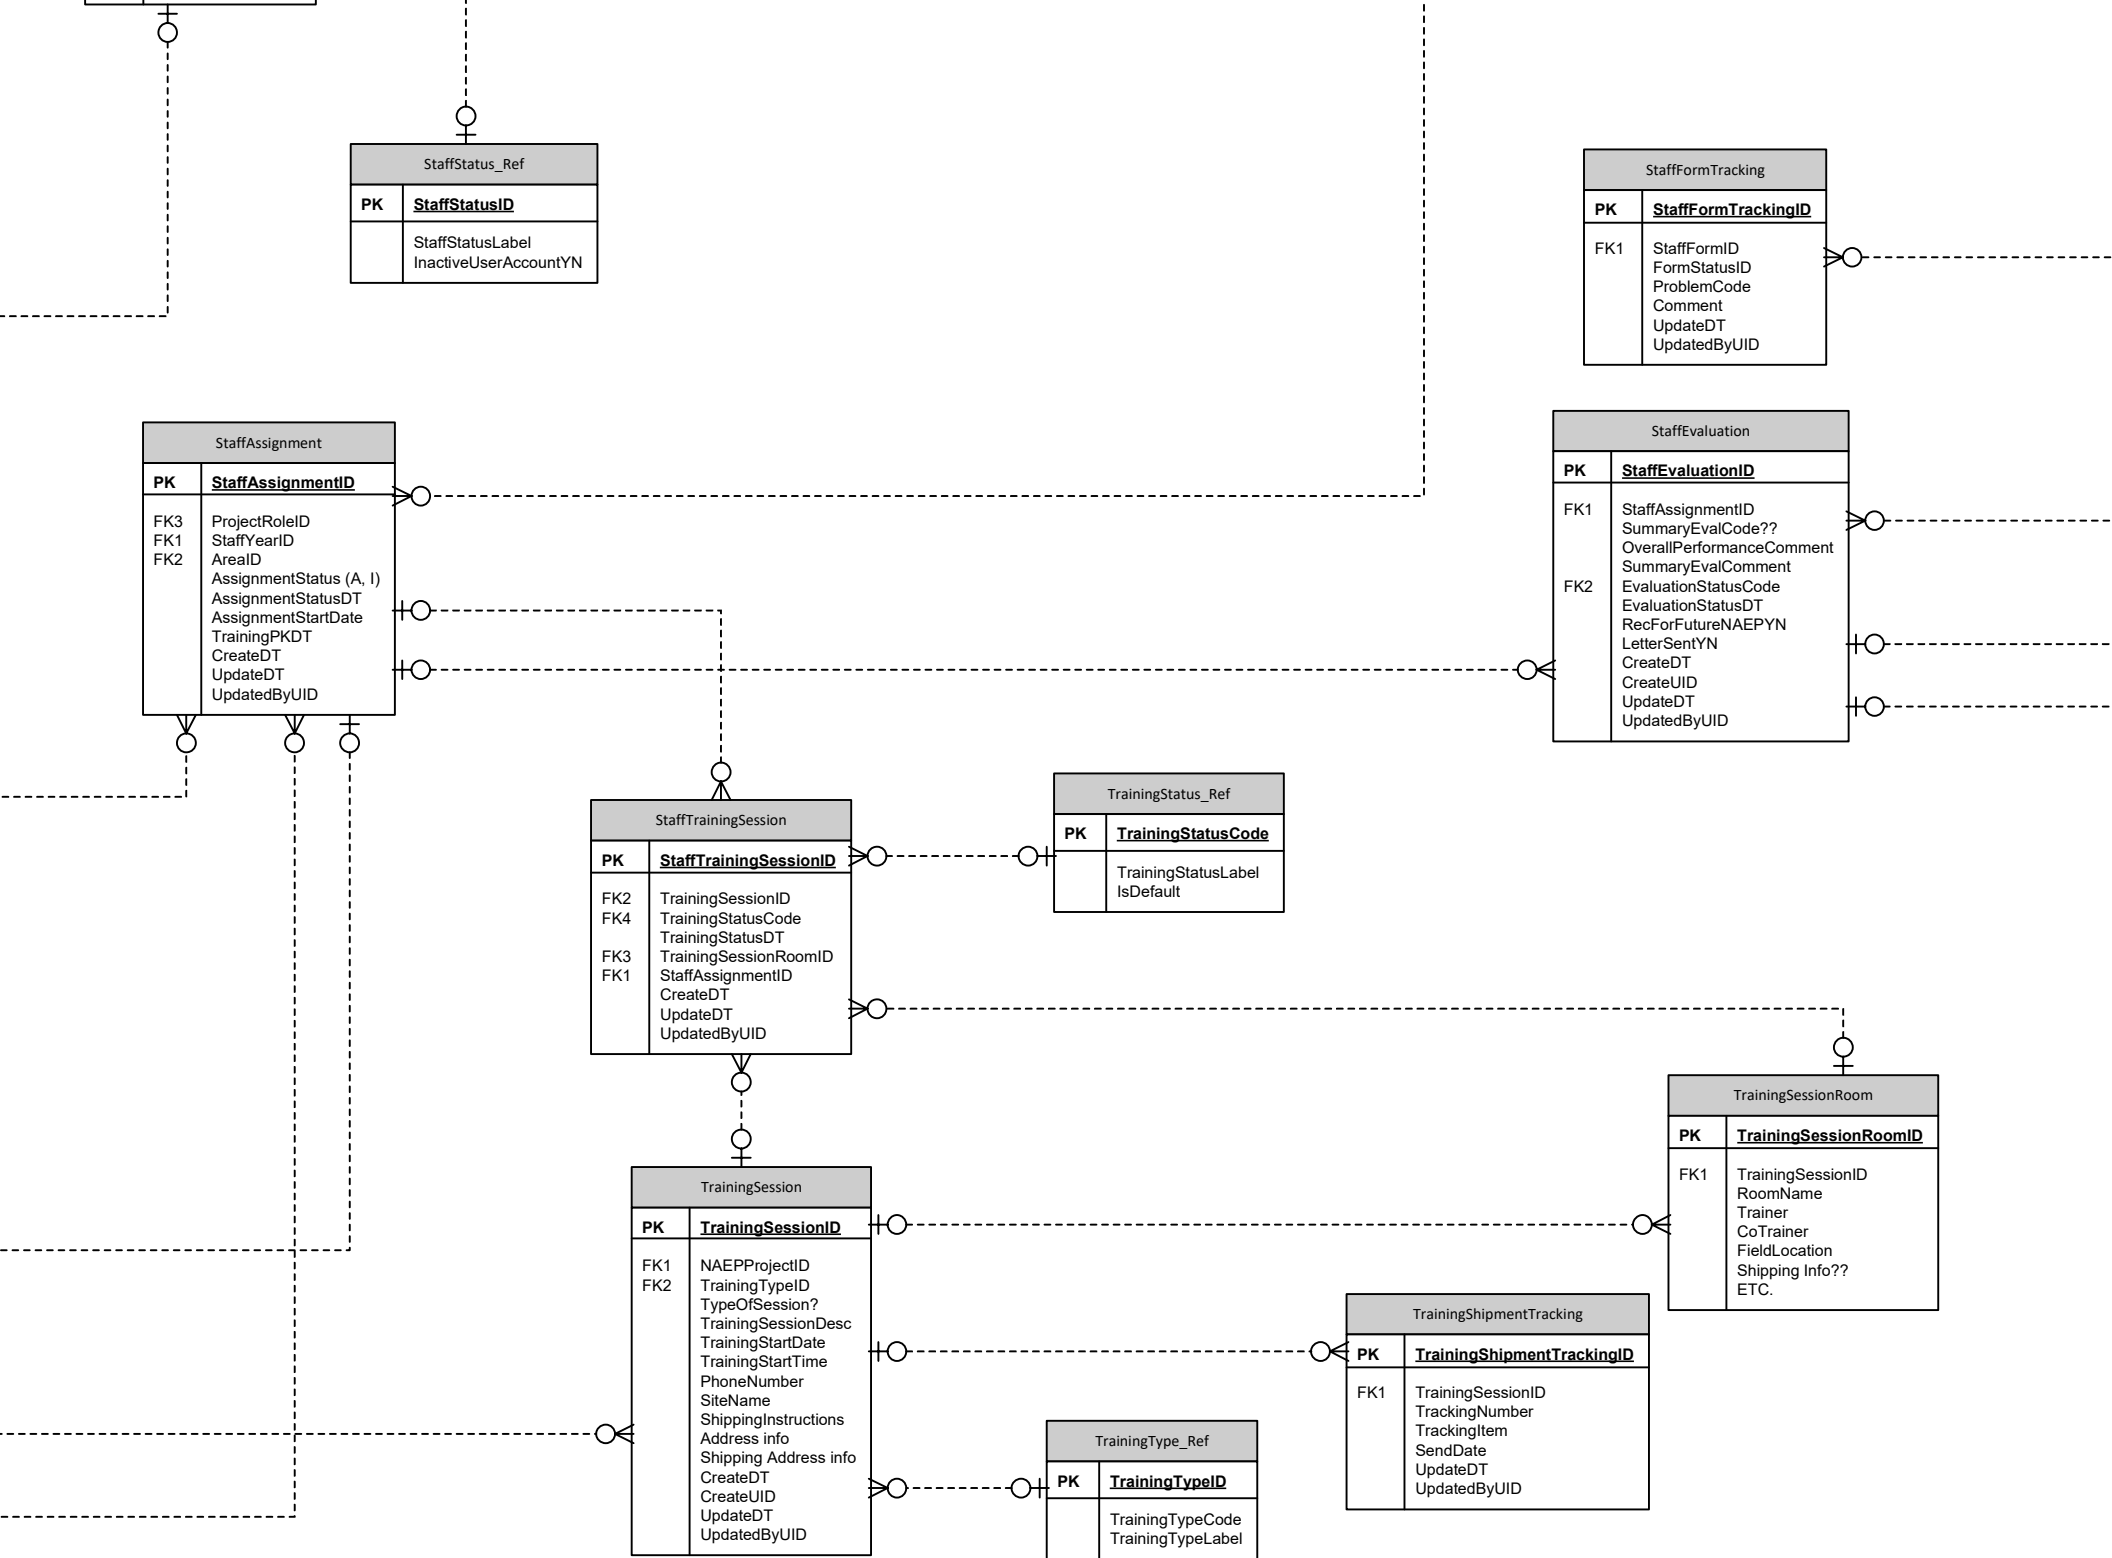 StaffStatus_Ref
PK StaffStatusID
StaffStatusLabel
InactiveUserAccountYN
StaffFormTracking
PK StaffFormTrackingID
FK1 StaffFormID
FormStatusID
ProblemCode
Comment
UpdateDT
UpdatedByUID
StaffAssignment
PK StaffAssignmentID
FK3 ProjectRoleID
FK1 StaffYearID
FK2 AreaID
AssignmentStatus (A, I)
AssignmentStatusDT
AssignmentStartDate
TrainingPKDT
CreateDT
UpdateDT
UpdatedByUID
StaffEvaluation
PK StaffEvaluationID
FK1 StaffAssignmentID
SummaryEvalCode??
OverallPerformanceComment
SummaryEvalComment
FK2 EvaluationStatusCode
EvaluationStatusDT
RecForFutureNAEPYN
LetterSentYN
CreateDT
CreateUID
UpdateDT
UpdatedByUID
StaffTrainingSession
PK StaffTrainingSessionID
FK2 TrainingSessionID
FK4 TrainingStatusCode
TrainingStatusDT
FK3 TrainingSessionRoomID
FK1 StaffAssignmentID
CreateDT
UpdateDT
UpdatedByUID
TrainingStatus_Ref
PK TrainingStatusCode
TrainingStatusLabel
IsDefault
TrainingSessionRoom
PK TrainingSessionRoomID
FK1 TrainingSessionID
RoomName
Trainer
CoTrainer
FieldLocation
Shipping Info??
ETC.
TrainingSession
PK TrainingSessionID
FK1 NAEPProjectID
FK2 TrainingTypeID
TypeOfSession?
TrainingSessionDesc
TrainingStartDate
TrainingStartTime
PhoneNumber
SiteName
ShippingInstructions
Address info
Shipping Address info
CreateDT
CreateUID
UpdateDT
UpdatedByUID
TrainingShipmentTracking
PK TrainingShipmentTrackingID
FK1 TrainingSessionID
TrackingNumber
TrackingItem
SendDate
UpdateDT
UpdatedByUID
TrainingType_Ref
PK TrainingTypeID
TrainingTypeCode
TrainingTypeLabel